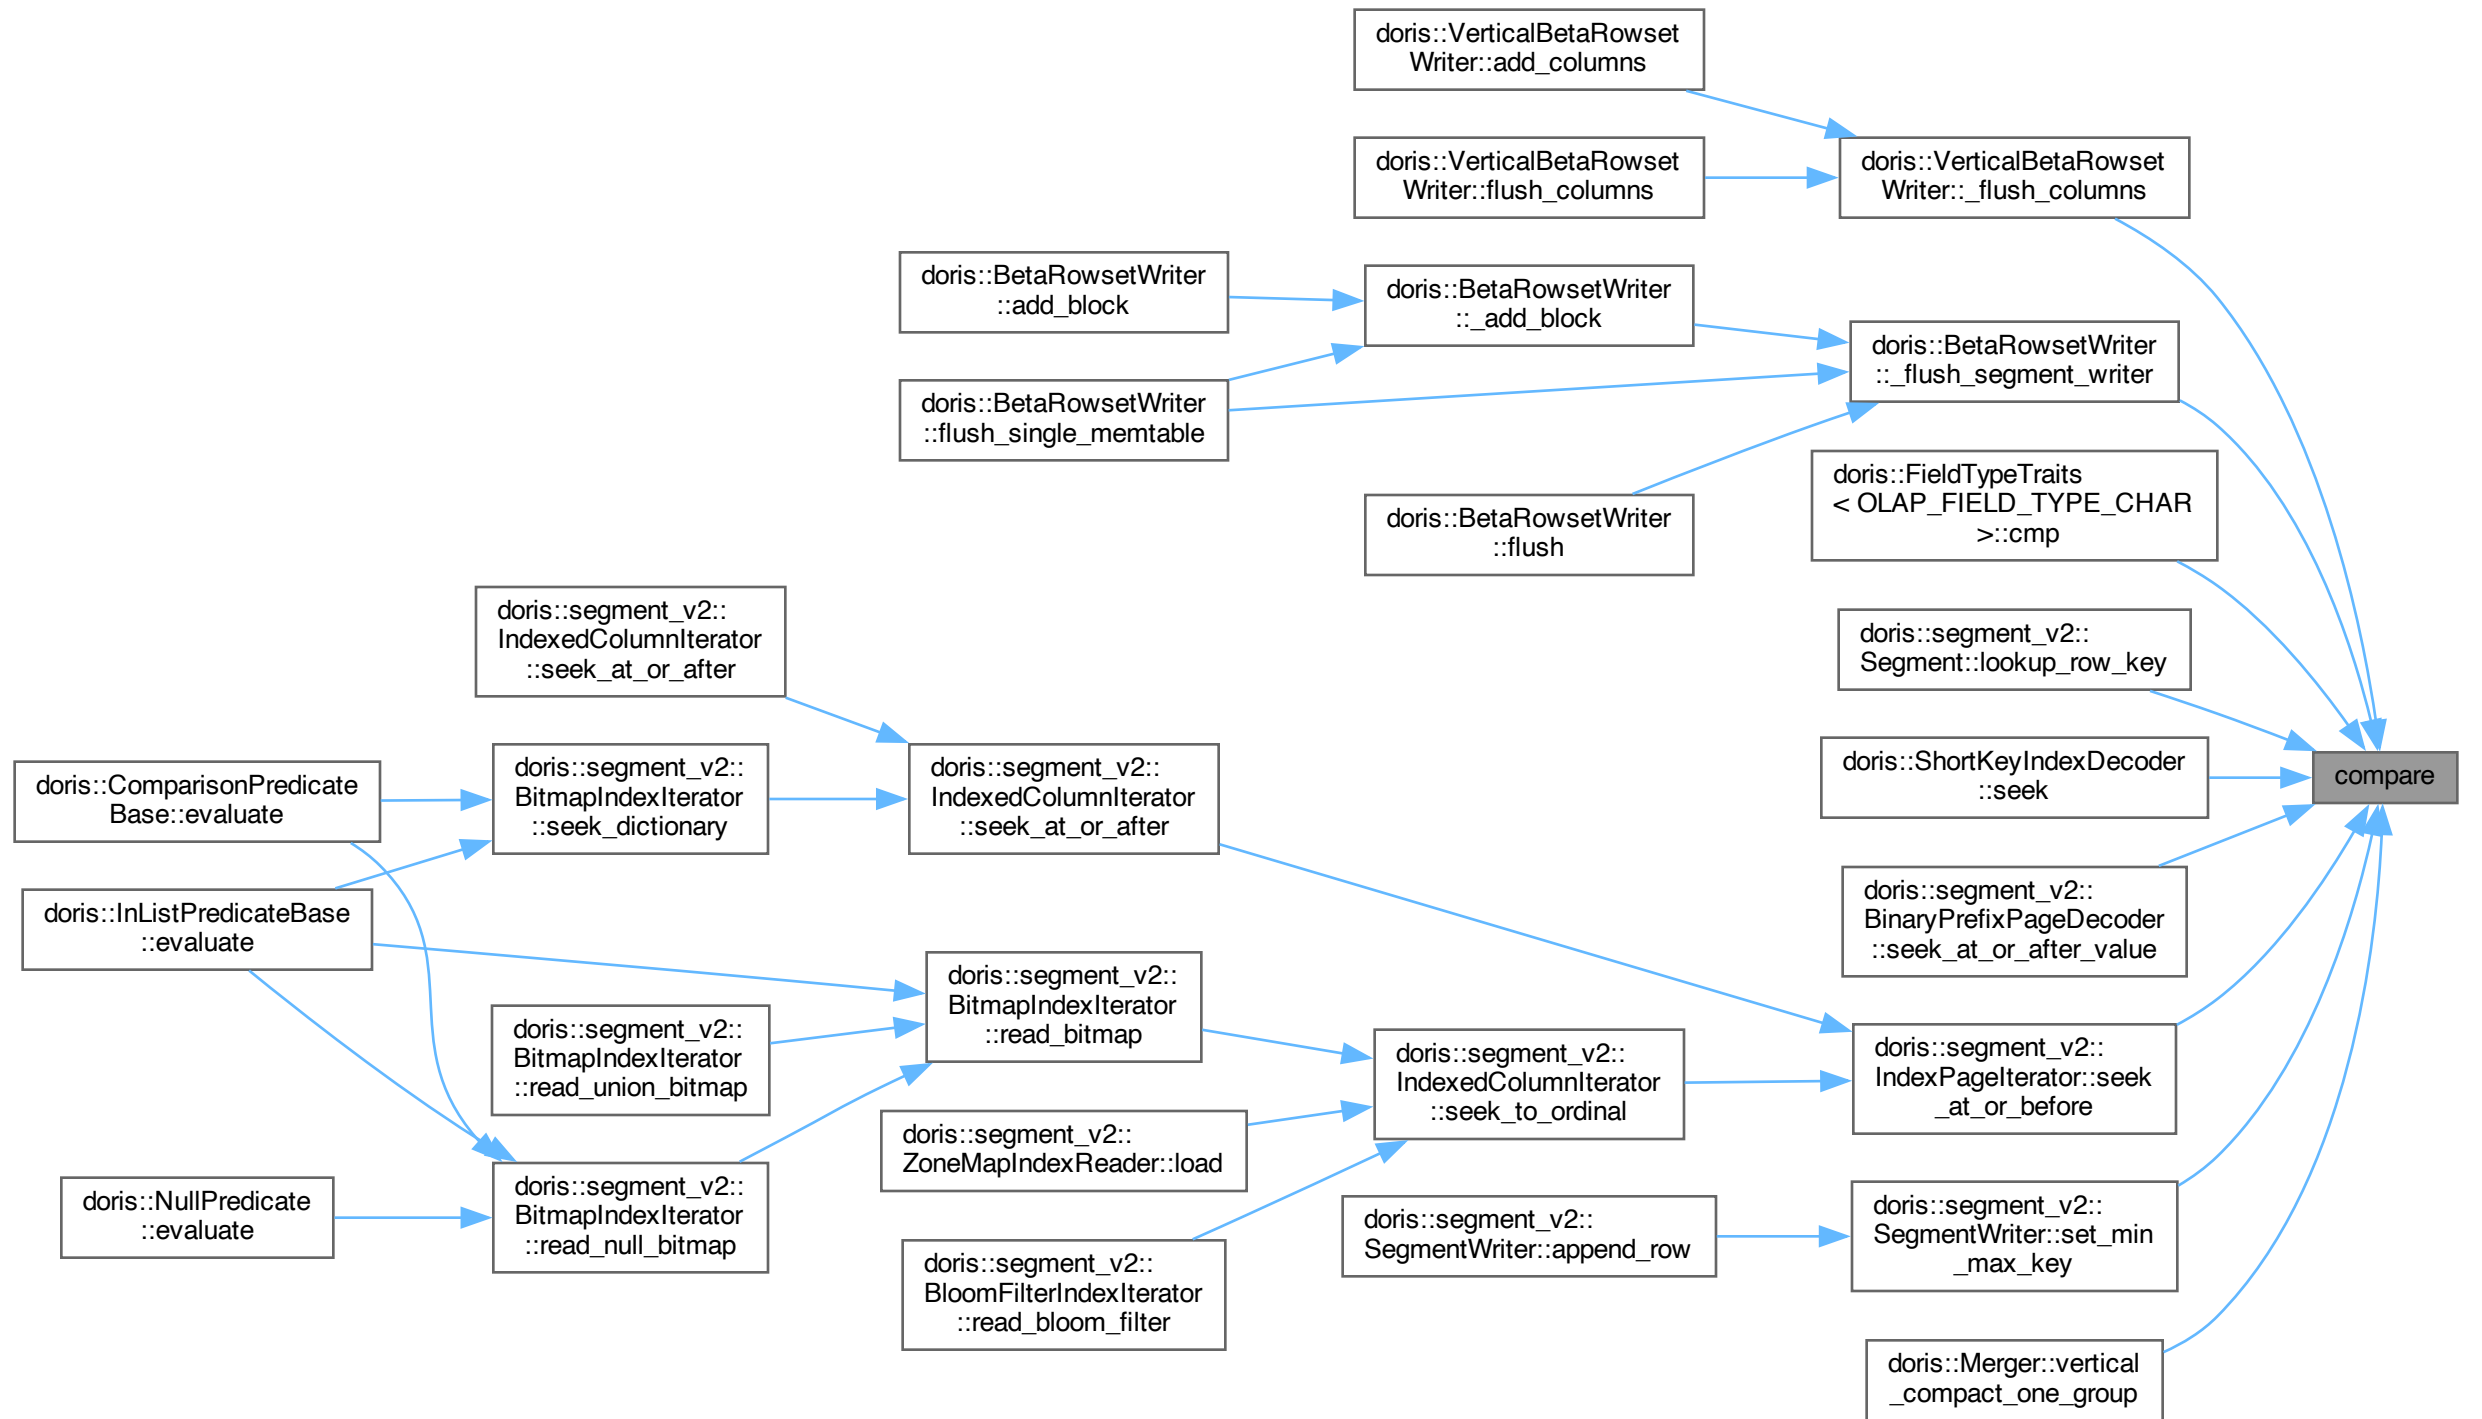 doris::VerticalBetaRowset
Writer::add_columns
doris::VerticalBetaRowset
Writer::flush_columns
doris::VerticalBetaRowset
Writer::_flush_columns
doris::BetaRowsetWriter
::add_block
doris::BetaRowsetWriter
::_add_block
doris::BetaRowsetWriter
::_flush_segment_writer
doris::BetaRowsetWriter
::flush_single_memtable
doris::BetaRowsetWriter
::flush
doris::FieldTypeTraits
< OLAP_FIELD_TYPE_CHAR
>::cmp
doris::segment_v2::
IndexedColumnIterator
::seek_at_or_after
doris::segment_v2::
Segment::lookup_row_key
doris::ComparisonPredicate
Base::evaluate
doris::segment_v2::
BitmapIndexIterator
::seek_dictionary
doris::segment_v2::
IndexedColumnIterator
::seek_at_or_after
doris::ShortKeyIndexDecoder
::seek
compare
doris::InListPredicateBase
::evaluate
doris::segment_v2::
BinaryPrefixPageDecoder
::seek_at_or_after_value
doris::segment_v2::
BitmapIndexIterator
::read_bitmap
doris::segment_v2::
BitmapIndexIterator
::read_union_bitmap
doris::segment_v2::
IndexedColumnIterator
::seek_to_ordinal
doris::segment_v2::
IndexPageIterator::seek
_at_or_before
doris::segment_v2::
ZoneMapIndexReader::load
doris::NullPredicate
::evaluate
doris::segment_v2::
BitmapIndexIterator
::read_null_bitmap
doris::segment_v2::
SegmentWriter::append_row
doris::segment_v2::
SegmentWriter::set_min
_max_key
doris::segment_v2::
BloomFilterIndexIterator
::read_bloom_filter
doris::Merger::vertical
_compact_one_group